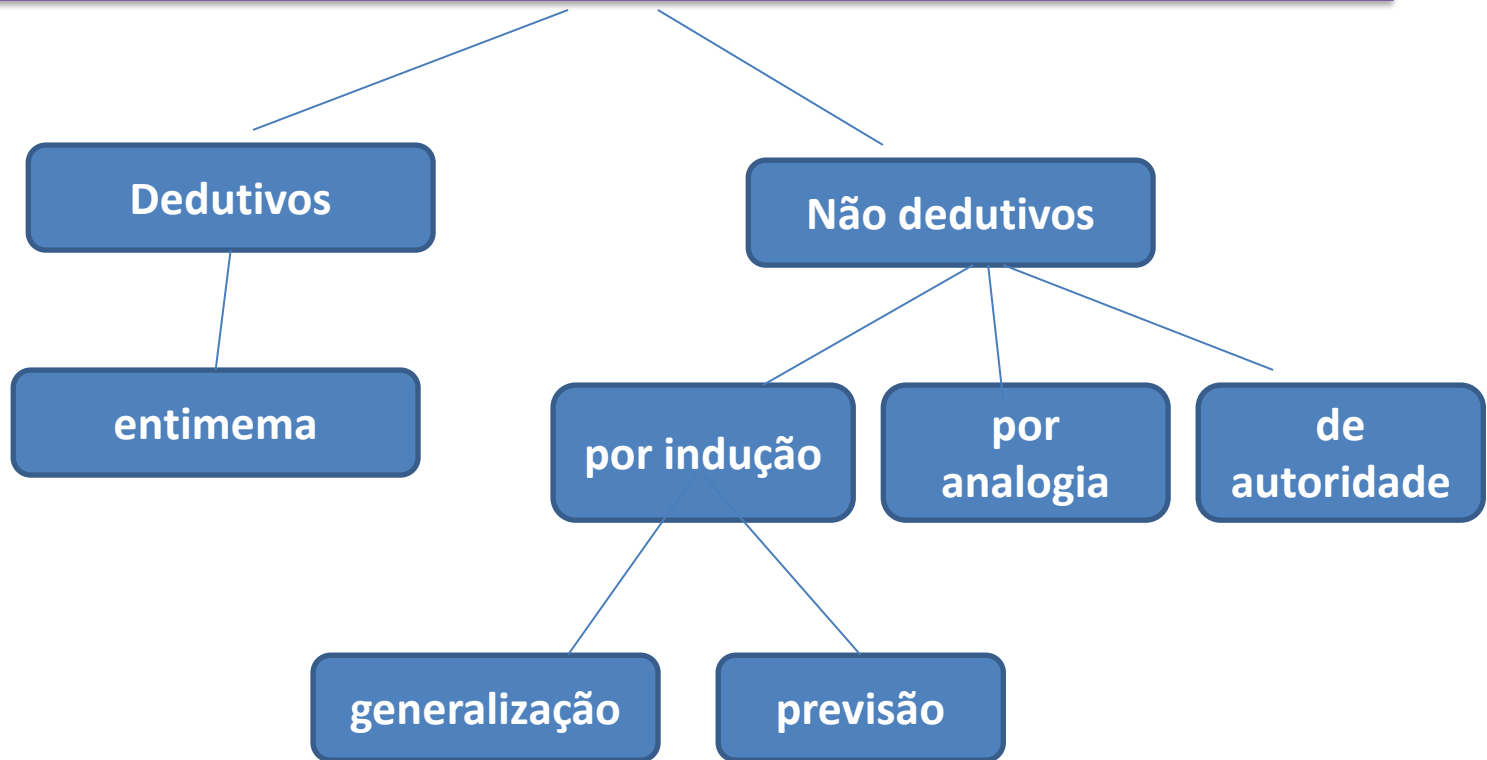 Dedutivos
Não dedutivos
entimema
por indução
por
analogia
de
autoridade
generalização
previsão